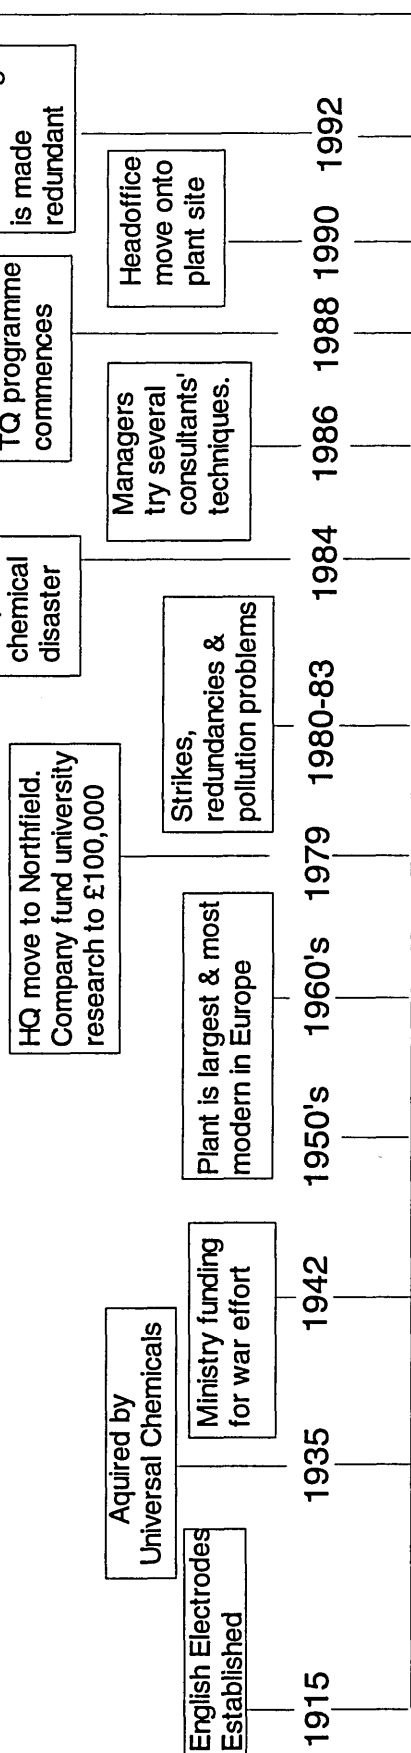 English Electrodes
Established
1915
Aquired by
Universal Chemicals
1935
Ministry funding
for war effort
1942
1950's
Plant is largest & most
modern in Europe
1960's
HQ move to Northfield.
Company fund university
research to £100,000
1979
Strikes,
redundancies &
pollution problems
1980-83
chemical
disaster
1984
Managers
try several
consultants'
techniques.
1986
TQ programme
commences
1988
Headoffice
move onto
plant site
1990
is made
redundant
1992